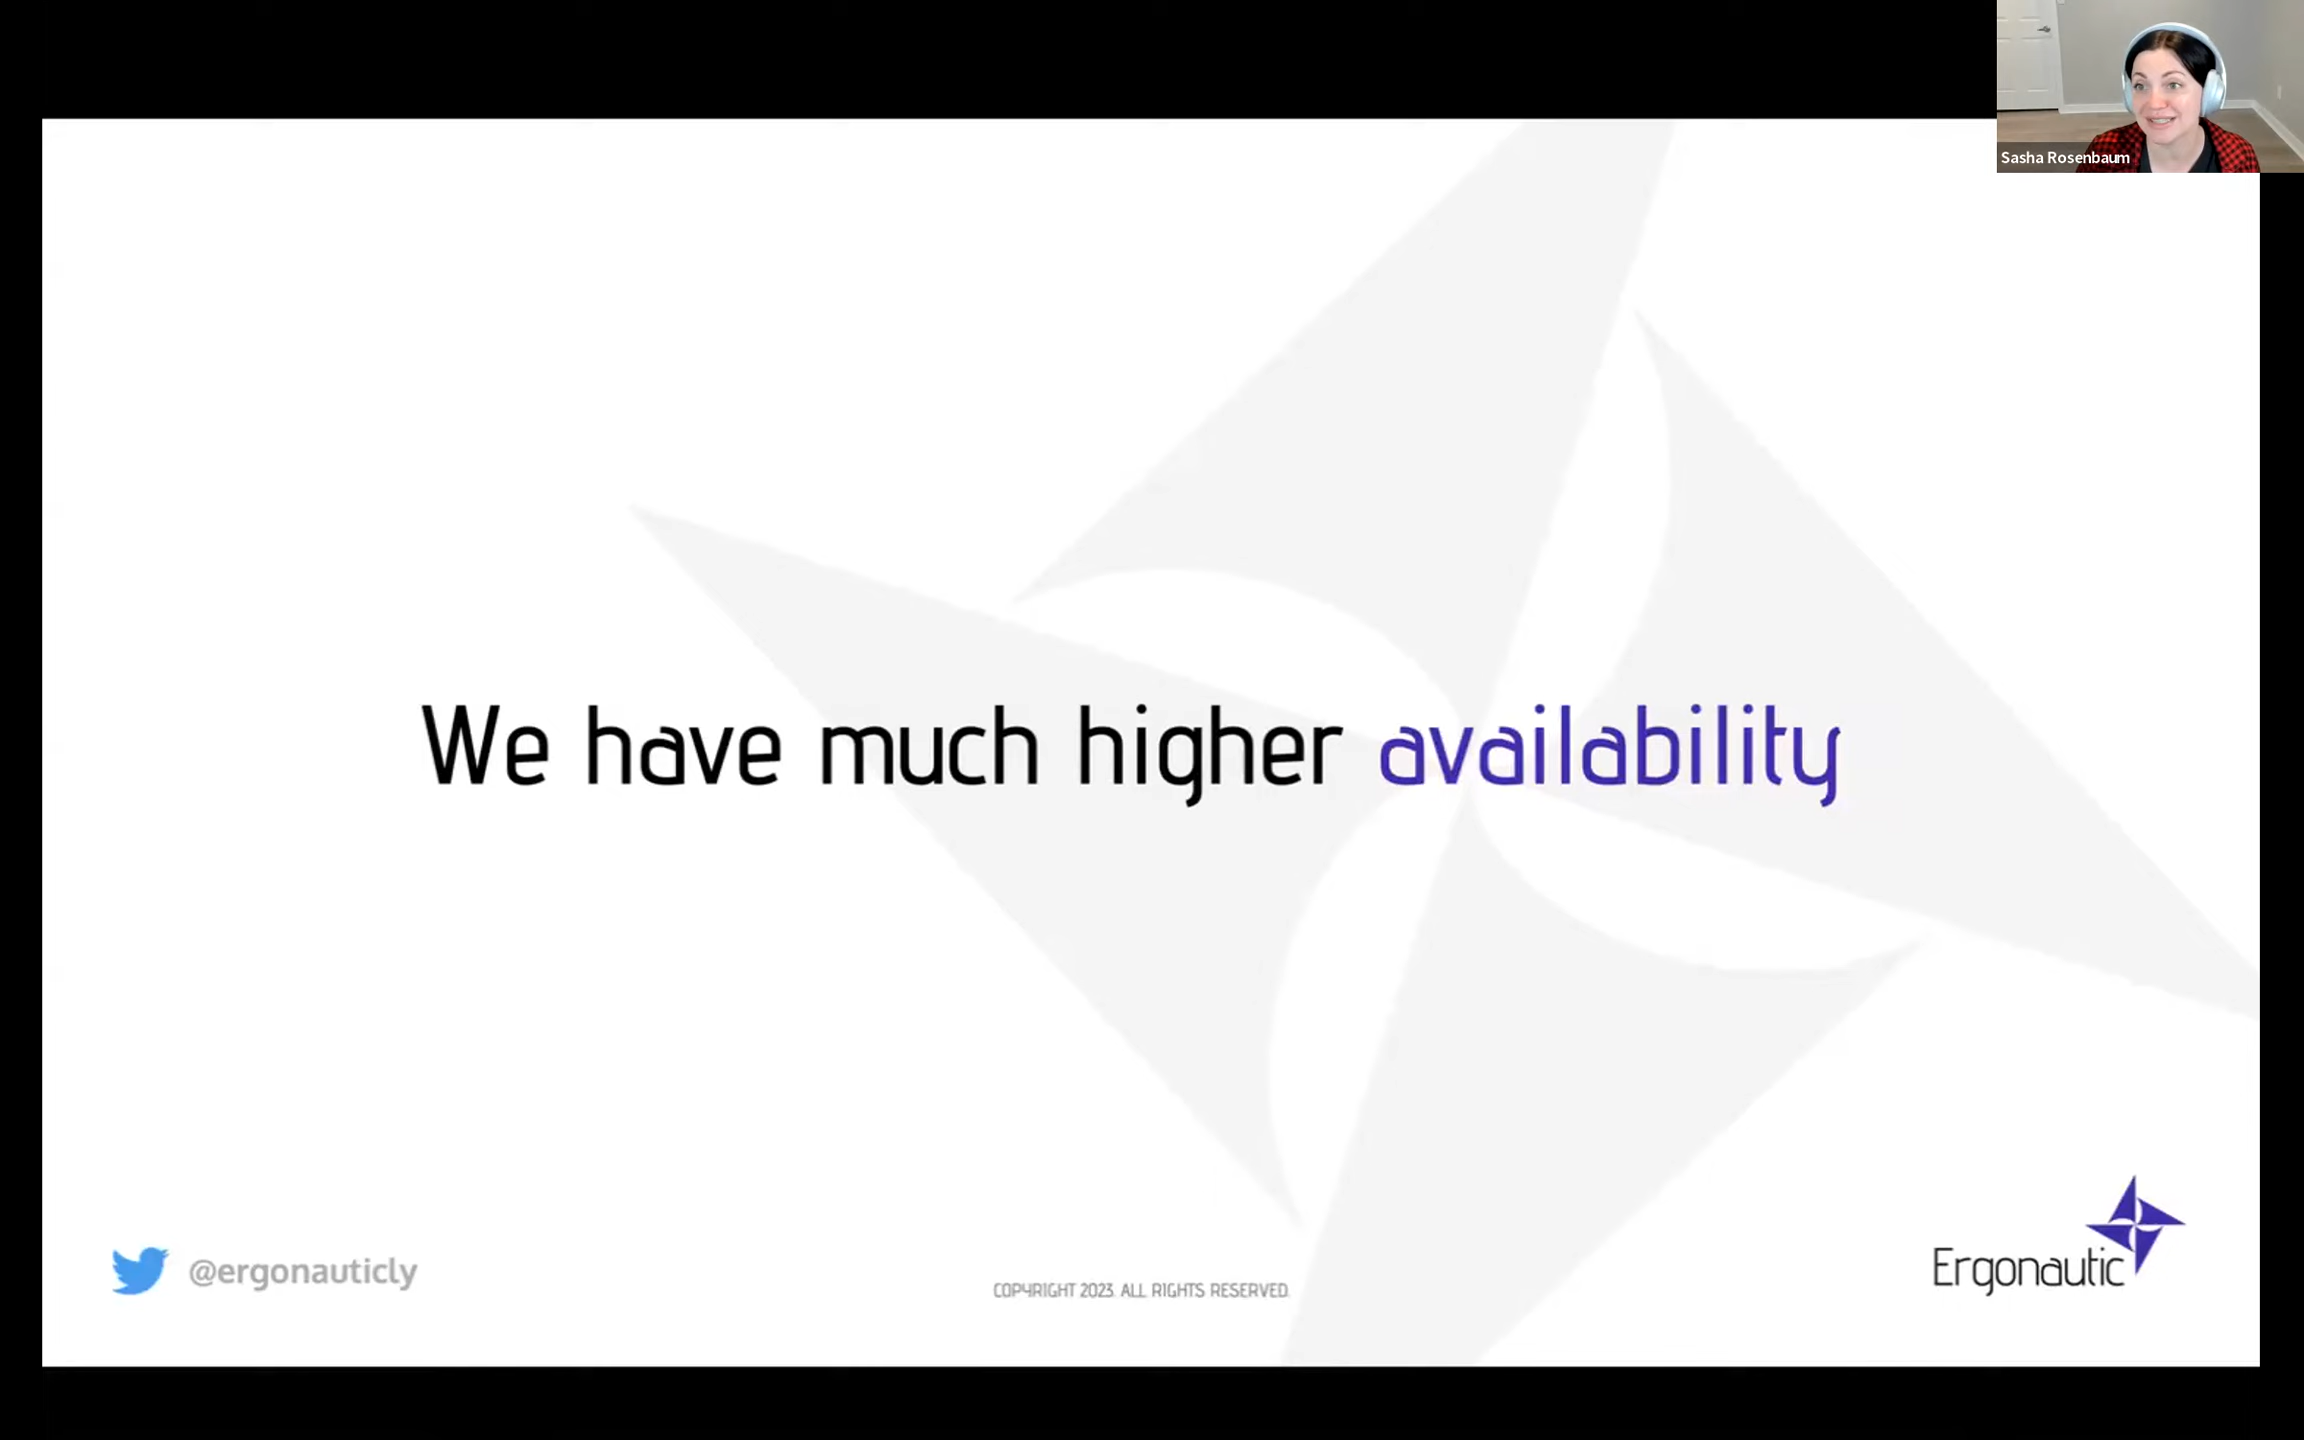 Sasha Rosenbaum
We have much higher availability
@ergonauticly
COPYRIGHT 2023. ALL RIGHTS RESERVED.
Ergonautic